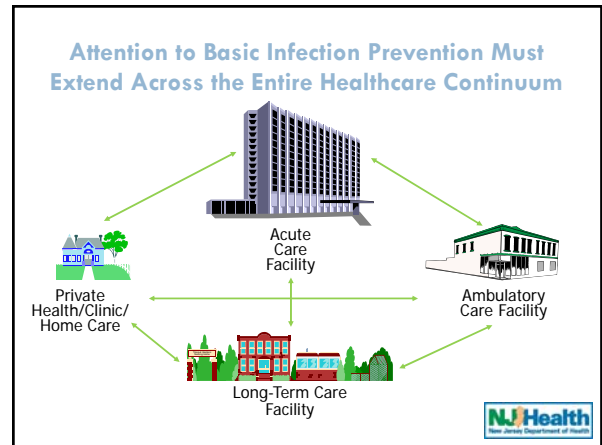 Attention to Basic Infection Prevention Must
Extend Across the Entire Healthcare Continuum
Acute
Care
Facility
Private
Health/Clinic/
Home Care
Ambulatory
Care Facility
Long-Term Care
Facility
NJHealth
New Jersey Department of Health